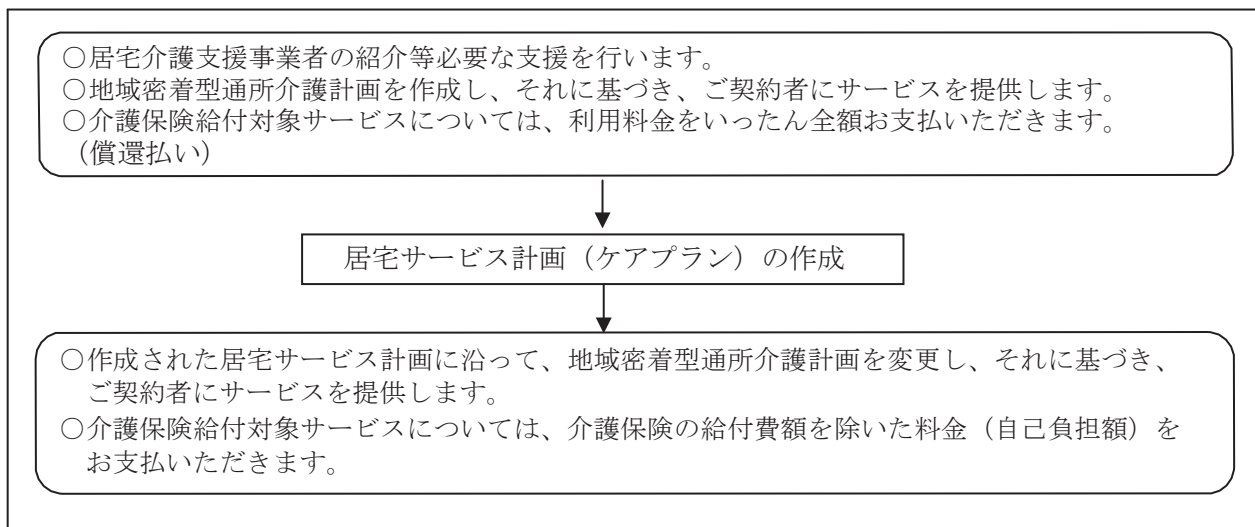 ○居宅介護支援事業者の紹介等必要な支援を行います。
○地域密着型通所介護計画を作成し、それに基づき、ご契約者にサービスを提供します。
○介護保険給付対象サービスについては、利用料金をいったん全額お支払いただきます。
（償還払い）
居宅サービス計画（ケアプラン）の作成
○作成された居宅サービス計画に沿って、地域密着型通所介護計画を変更し、それに基づき、
ご契約者にサービスを提供します。
○介護保険給付対象サービスについては、介護保険の給付費額を除いた料金（自己負担額）を
お支払いただきます。